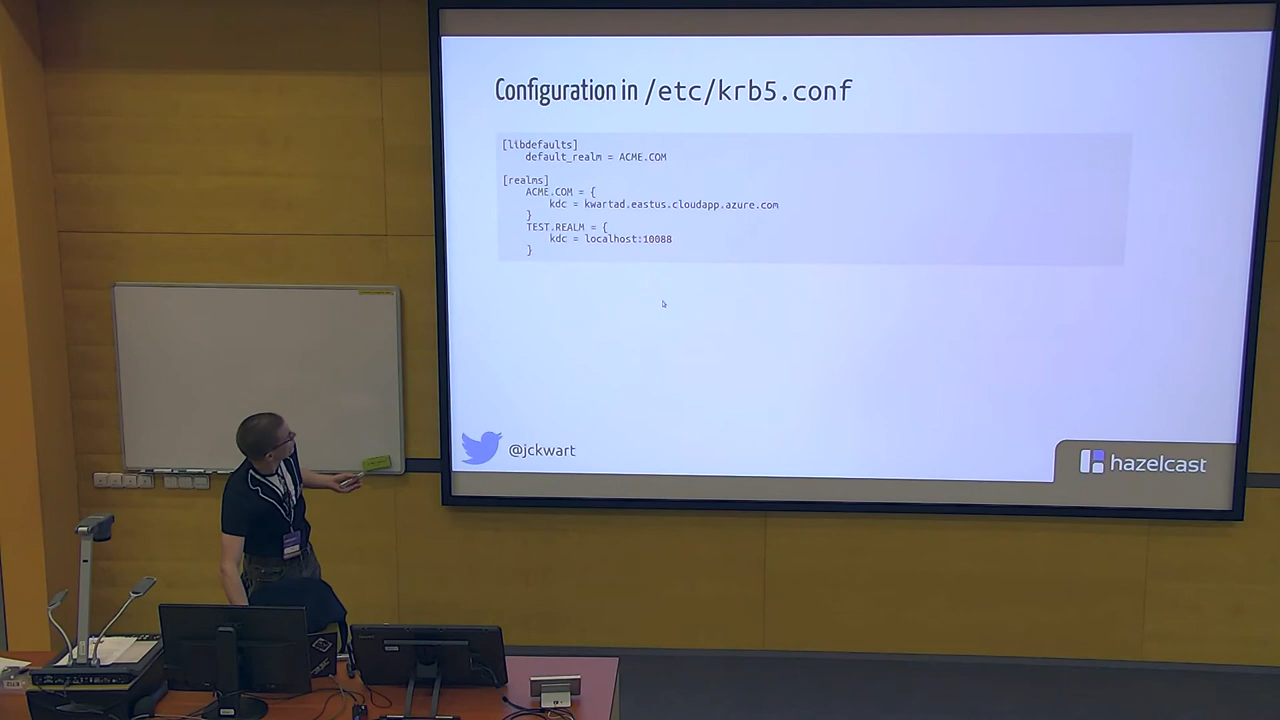 Configuration in /etc/krb5.conf
[libdefaults]
default_realm = ACME.COM
[realms]
ACME.COM = {
kdc = kwartad.eastus.cloudapp.azure.com
}
TEST.REALM = {
kdc = localhost:10088
}
@jckwart
hazelcast